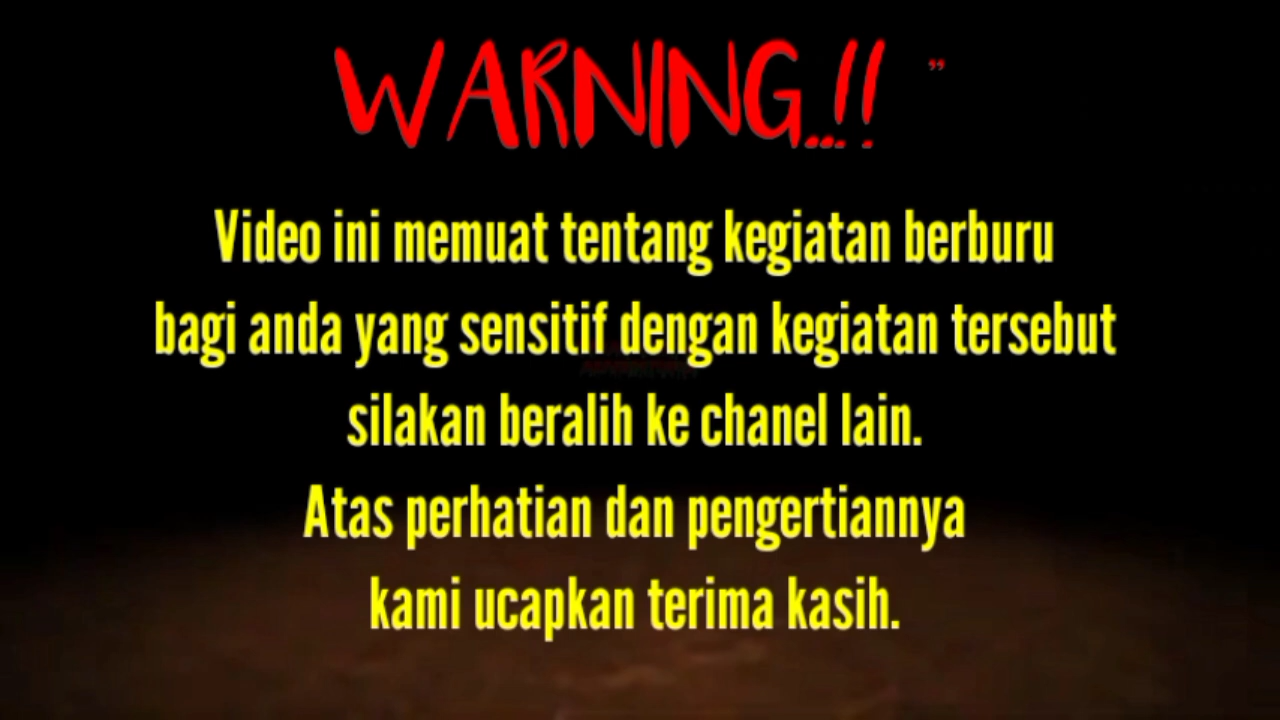 WARNING...!! ”
Video ini memuat tentang kegiatan berburu
bagi anda yang sensitif dengan kegiatan tersebut
silakan beralih ke chanel lain.
Atas perhatian dan pengertiannya
kami ucapkan terima kasih.